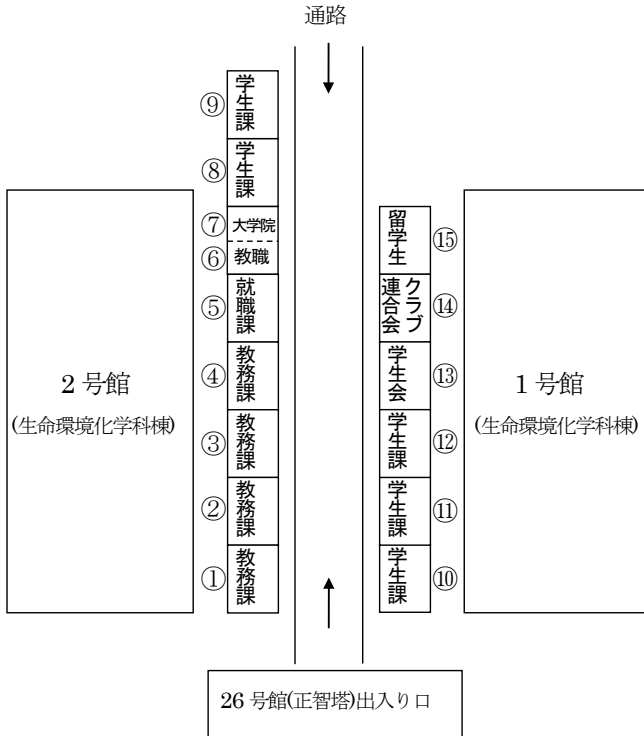 通路
⑨ 学生課
⑧ 学生課
⑦ 大学院
⑥ 教職
⑤ 就職課
④ 教務課
③ 教務課
② 教務課
① 教務課
2 号館
(生命環境化学科棟)
留学生 ⑮
クラブ連合会 ⑭
学生会 ⑬
学生課 ⑫
学生課 ⑪
学生課 ⑩
1 号館
(生命環境化学科棟)
26 号館(正智塔)出入り口